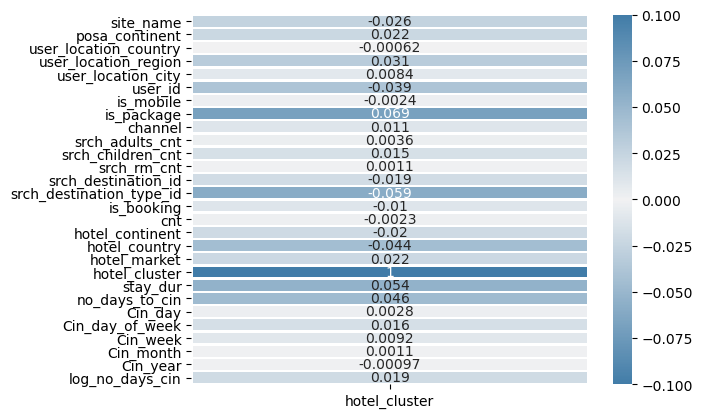 site_name -0.026
posa_continent 0.022
user_location_country -0.00062
user_location_region 0.031
user_location_city 0.0084
user_id -0.039
is_mobile -0.0024
is_package 0.069
channel 0.011
srch_adults_cnt 0.0036
srch_children_cnt 0.015
srch_rm_cnt 0.0011
srch_destination_id -0.019
srch_destination_type_id -0.059
is_booking -0.01
cnt -0.0023
hotel_continent -0.02
hotel_country -0.044
hotel_market 0.022
hotel_cluster 1
stay_dur 0.054
no_days_to_cin 0.046
Cin_day 0.0028
Cin_day_of_week 0.016
Cin_week 0.0092
Cin_month 0.0011
Cin_year -0.00097
log_no_days_cin 0.019
hotel_cluster
0.100
0.075
0.050
0.025
0.000
-0.025
-0.050
-0.075
-0.100